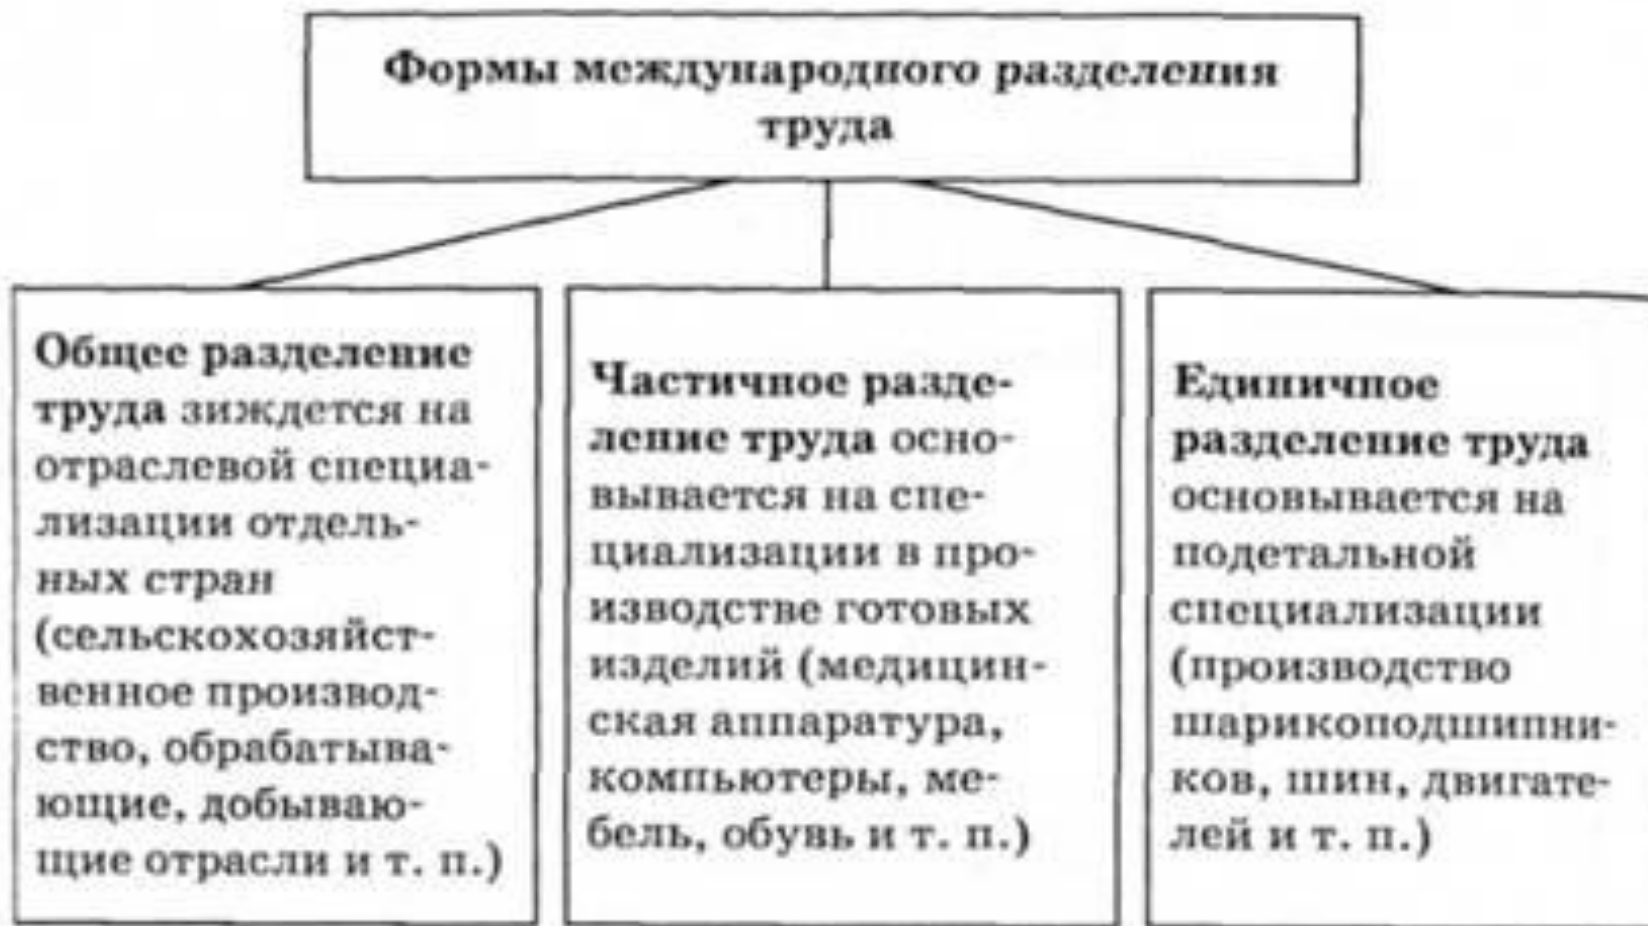 Формы международного разделения
труда
Общее разделение
труда зиждется на
отраслевой специа-
лизации отдель-
ных стран
(сельскохозяйст-
венное производ-
ство, обрабатыва-
ющие, добываю-
щие отрасли и т. п.)
Частичное разде-
ление труда осно-
вывается на спе-
циализации в про-
изводстве готовых
изделий (медицин-
ская аппаратура,
компьютеры, ме-
бель, обувь и т. п.)
Единичное
разделение труда
основывается на
подетальной
специализации
(производство
шарикоподшипни-
ков, шин, двигате-
лей и т. п.)